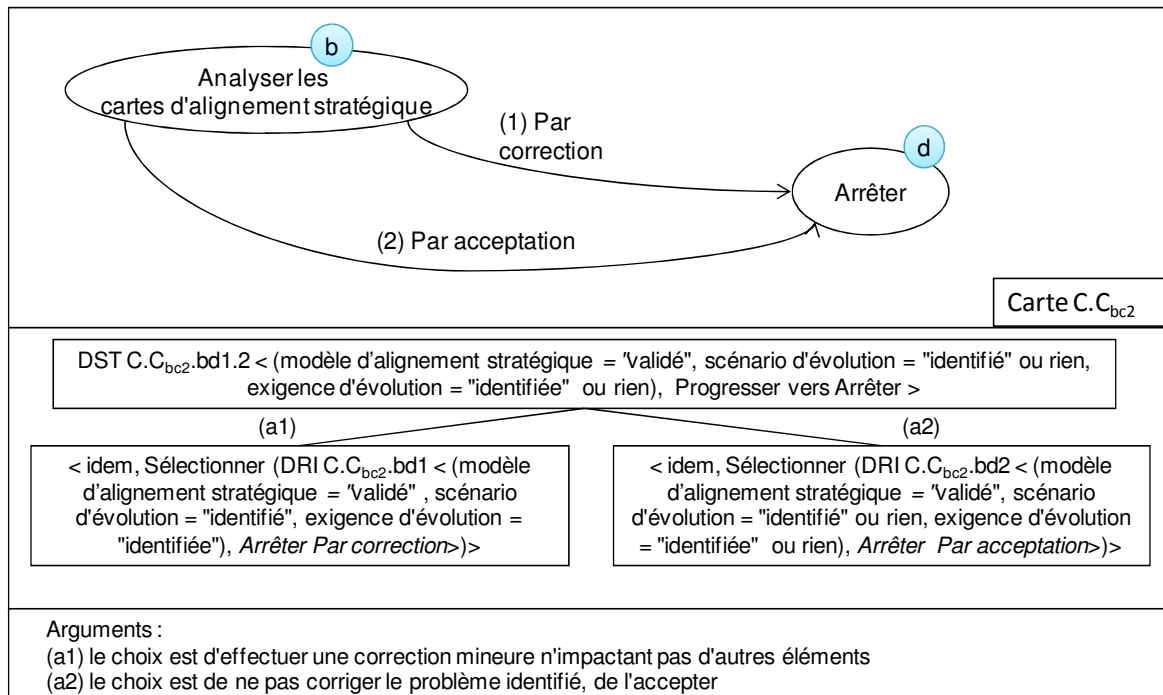 b
Analyser les
cartes d'alignement stratégique
(1) Par
correction
d
Arrêter
(2) Par acceptation
Carte C.Cbc2
DST C.Cbc2.bd1.2 < (modèle d'alignement stratégique = "validé", scénario d'évolution = "identifié" ou rien,
exigence d'évolution = "identifiée" ou rien), Progresser vers Arrêter >
(a1)
(a2)
< idem, Sélectionner (DRI C.Cbc2.bd1 < (modèle
d'alignement stratégique = "validé" , scénario
d'évolution = "identifié", exigence d'évolution =
"identifiée"), Arrêter Par correction>)>
< idem, Sélectionner (DRI C.Cbc2.bd2 < (modèle
d'alignement stratégique = "validé", scénario
d'évolution = "identifié" ou rien, exigence d'évolution
= "identifiée" ou rien), Arrêter Par acceptation>)>
Arguments :
(a1) le choix est d'effectuer une correction mineure n'impactant pas d'autres éléments
(a2) le choix est de ne pas corriger le problème identifié, de l'accepter